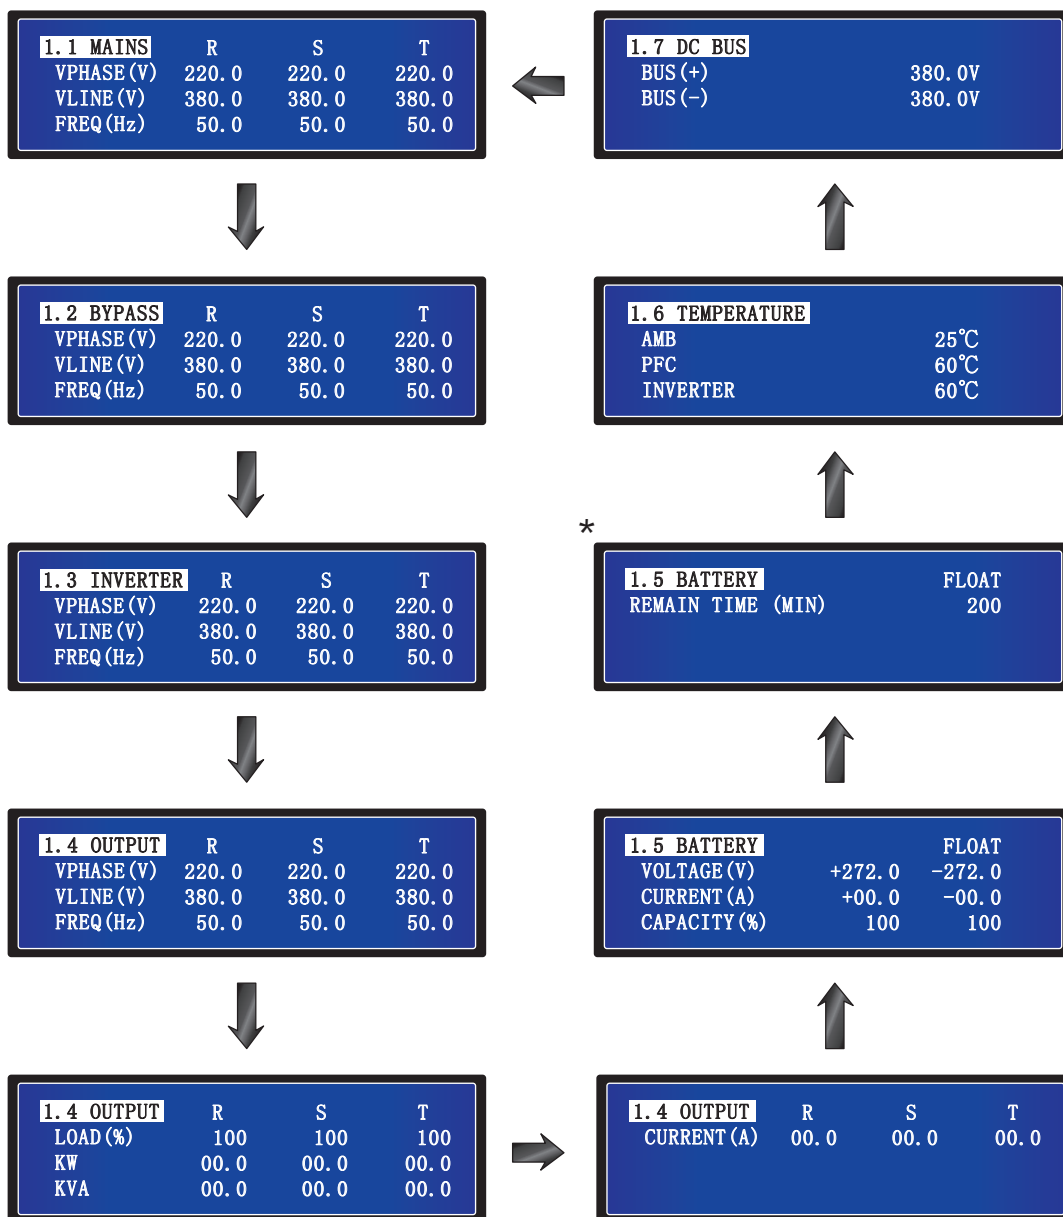 1.1 MAINS R S T
VPHASE(V) 220.0 220.0 220.0
VLINE(V) 380.0 380.0 380.0
FREQ(Hz) 50.0 50.0 50.0
1.2 BYPASS R S T
VPHASE(V) 220.0 220.0 220.0
VLINE(V) 380.0 380.0 380.0
FREQ(Hz) 50.0 50.0 50.0
1.3 INVERTER R S T
VPHASE(V) 220.0 220.0 220.0
VLINE(V) 380.0 380.0 380.0
FREQ(Hz) 50.0 50.0 50.0
1.4 OUTPUT R S T
VPHASE(V) 220.0 220.0 220.0
VLINE(V) 380.0 380.0 380.0
FREQ(Hz) 50.0 50.0 50.0
1.4 OUTPUT R S T
LOAD(%) 100 100 100
KW 00.0 00.0 00.0
KVA 00.0 00.0 00.0
1.4 OUTPUT R S T
CURRENT(A) 00.0 00.0 00.0
1.5 BATTERY FLOAT
VOLTAGE(V) +272.0 -272.0
CURRENT(A) +00.0 -00.0
CAPACITY(%) 100 100
*
1.5 BATTERY FLOAT
REMAIN TIME (MIN) 200
1.6 TEMPERATURE
AMB 25℃
PFC 60℃
INVERTER 60℃
1.7 DC BUS
BUS(+) 380.0V
BUS(-) 380.0V